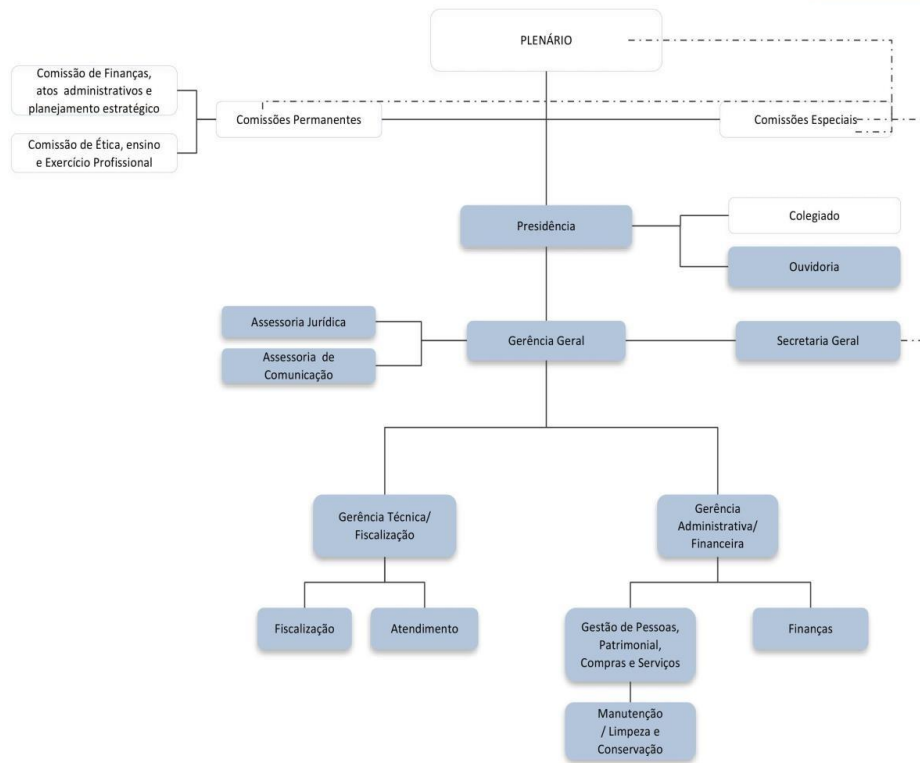 PLENÁRIO
Comissão de Finanças,
atos administrativos e
planejamento estratégico
Comissões Permanentes
Comissões Especiais
Comissão de Ética, ensino
e Exercício Profissional
Presidência
Colegiado
Ouvidoria
Assessoria Jurídica
Assessoria de
Comunicação
Gerência Geral
Secretaria Geral
Gerência Técnica/
Fiscalização
Gerência
Administrativa/
Financeira
Fiscalização
Atendimento
Gestão de Pessoas,
Patrimonial,
Compras e Serviços
Finanças
Manutenção
/ Limpeza e
Conservação